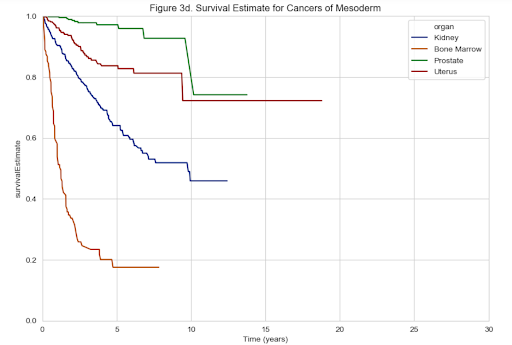 Figure 3d. Survival Estimate for Cancers of Mesoderm
organ
Kidney
Bone Marrow
Prostate
Uterus
survivalEstimate
1.0
0.8
0.6
0.4
0.2
0.0
0 5 10 15 20 25 30
Time (years)